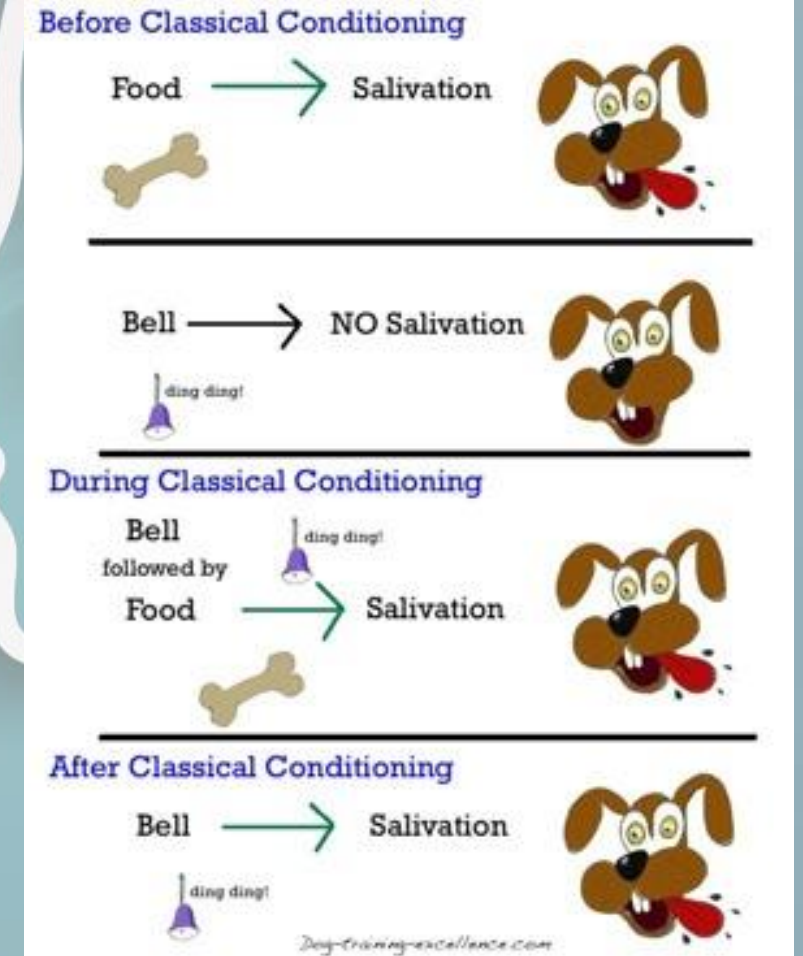 Before Classical Conditioning
Food → Salivation
Bell → NO Salivation
ding ding!
During Classical Conditioning
Bell
ding ding!
followed by
Food → Salivation
After Classical Conditioning
Bell → Salivation
ding ding!
Dog-training-excellence.com